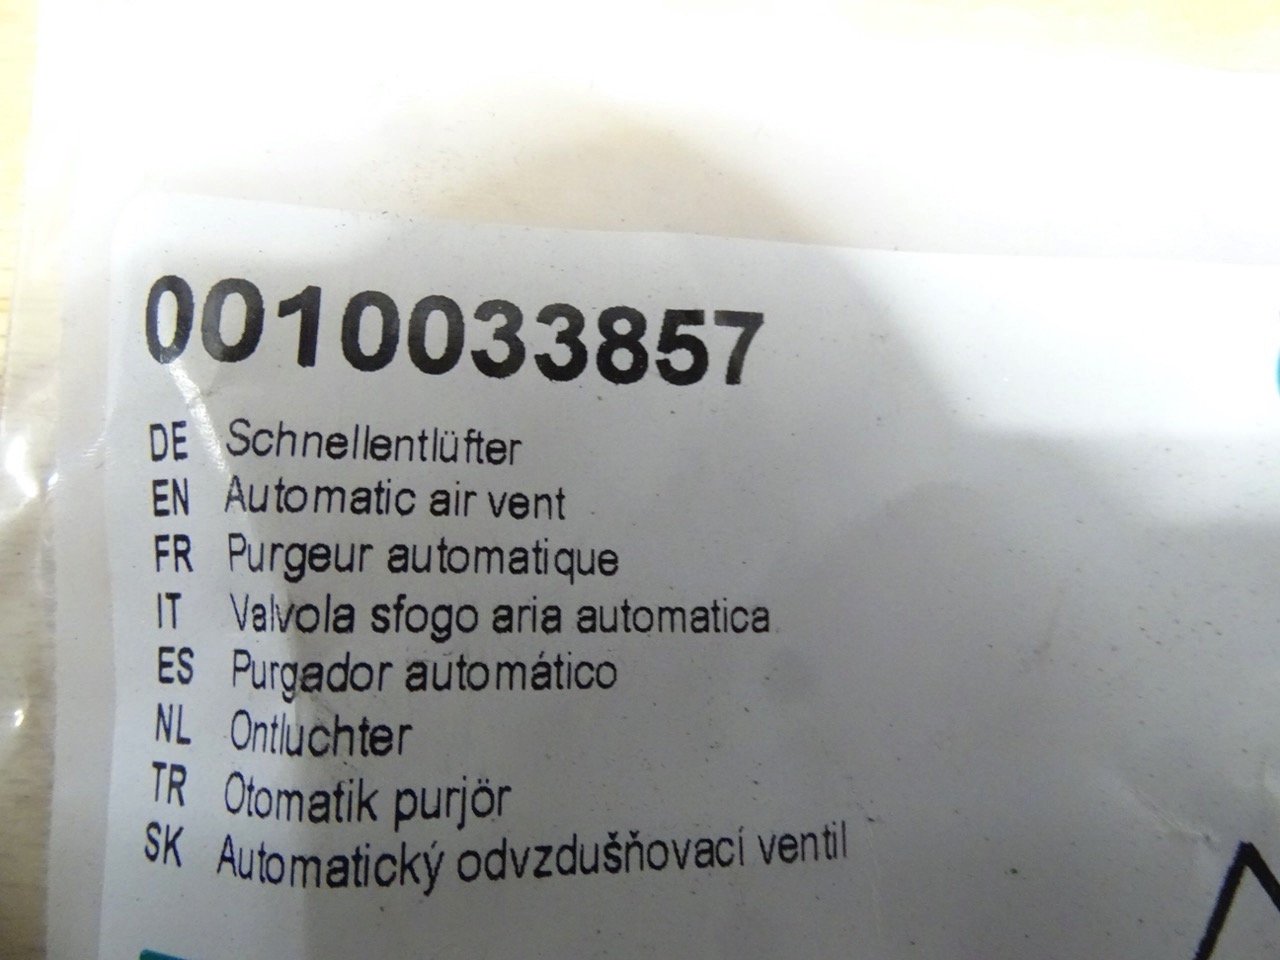 0010033857
DE Schnellentlüfter
EN Automatic air vent
FR Purgeur automatique
IT Valvola sfogo aria automatica
ES Purgador automático
NL Ontluchter
TR Otomatik purjör
SK Automatický odvzdušňovací ventil